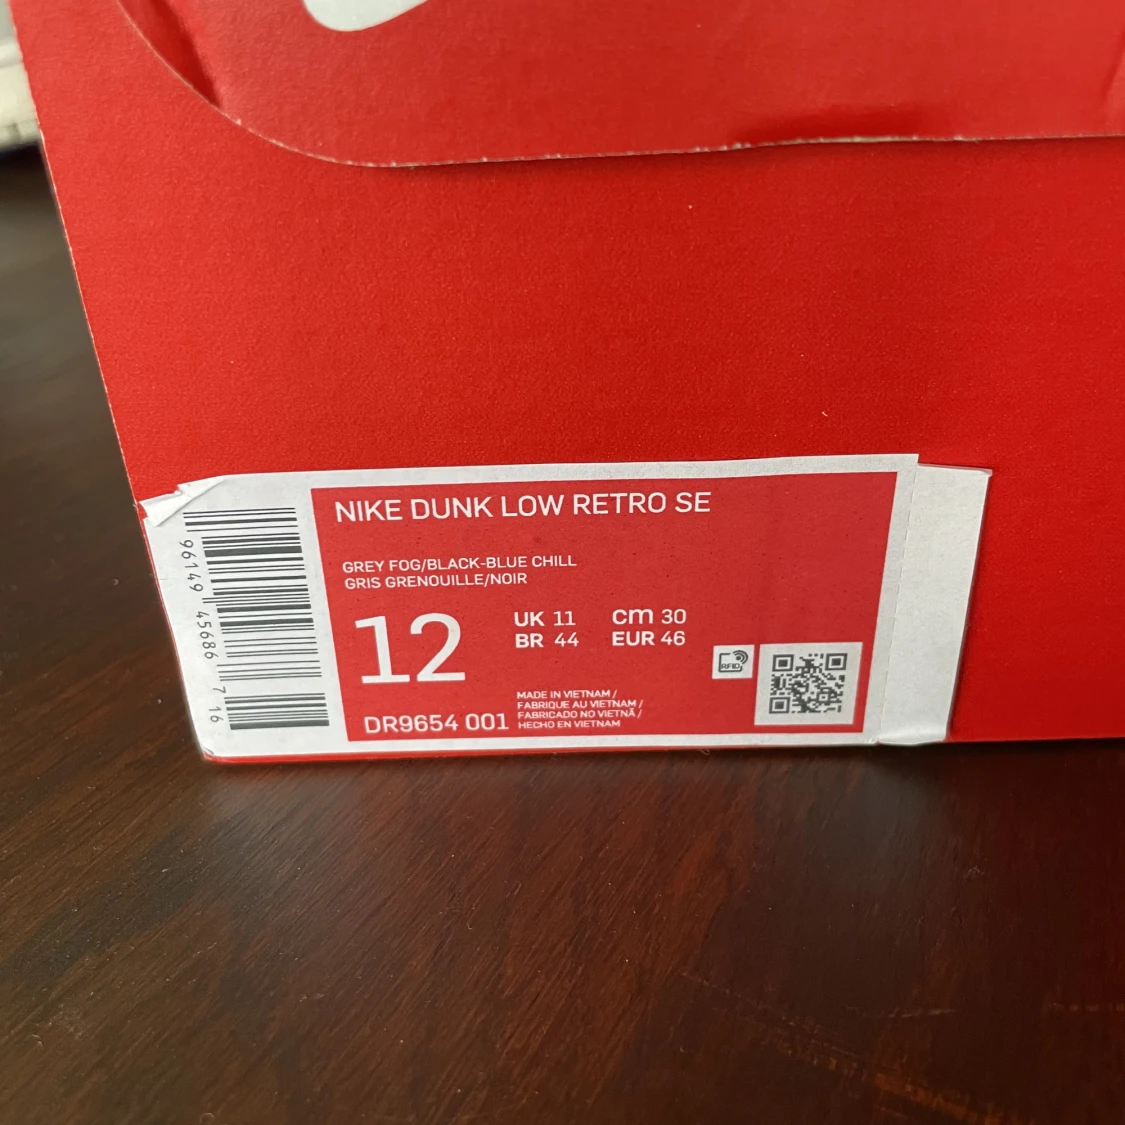 NIKE DUNK LOW RETRO SE
GREY FOG/BLACK-BLUE CHILL
GRIS GRENOUILLE/NOIR
12
UK 11 cm 30
BR 44 EUR 46
RFID
DR9654 001
MADE IN VIETNAM /
FABRIQUE AU VIETNAM /
FABRICADO NO VIETNÃ /
HECHO EN VIETNAM
96149 45686 7 16